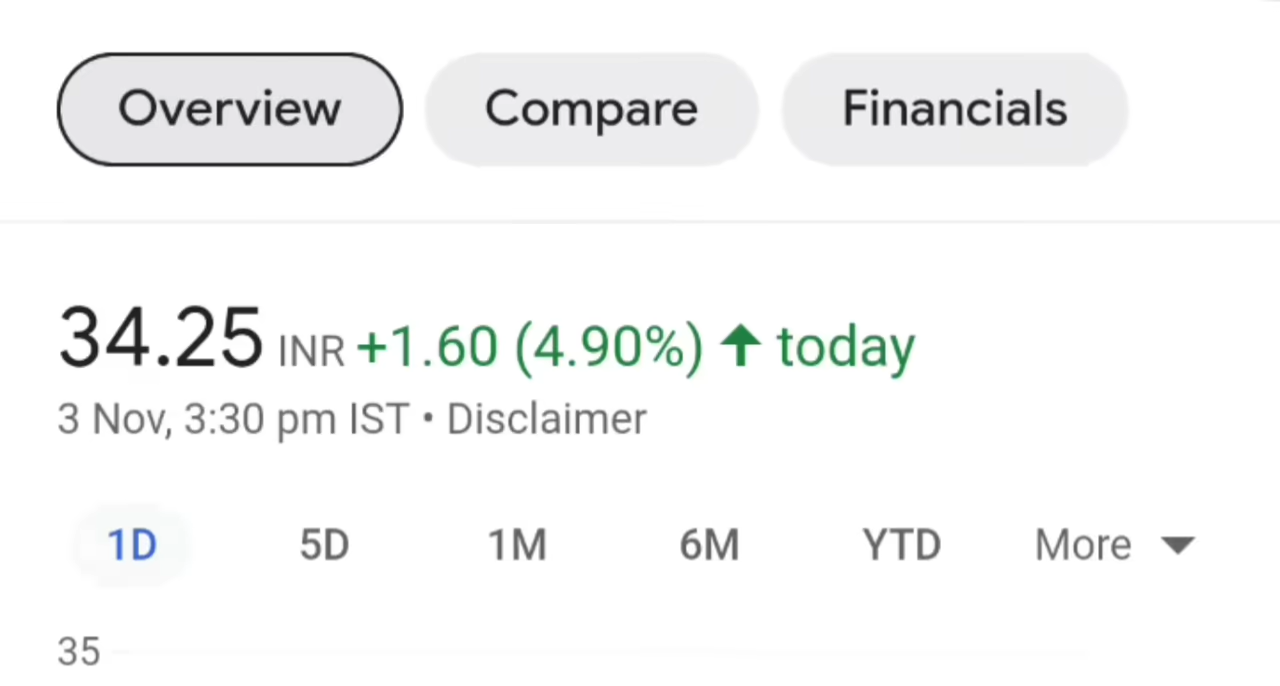 Overview Compare Financials
34.25 INR +1.60 (4.90%) ↑ today
3 Nov, 3:30 pm IST • Disclaimer
1D 5D 1M 6M YTD More
35